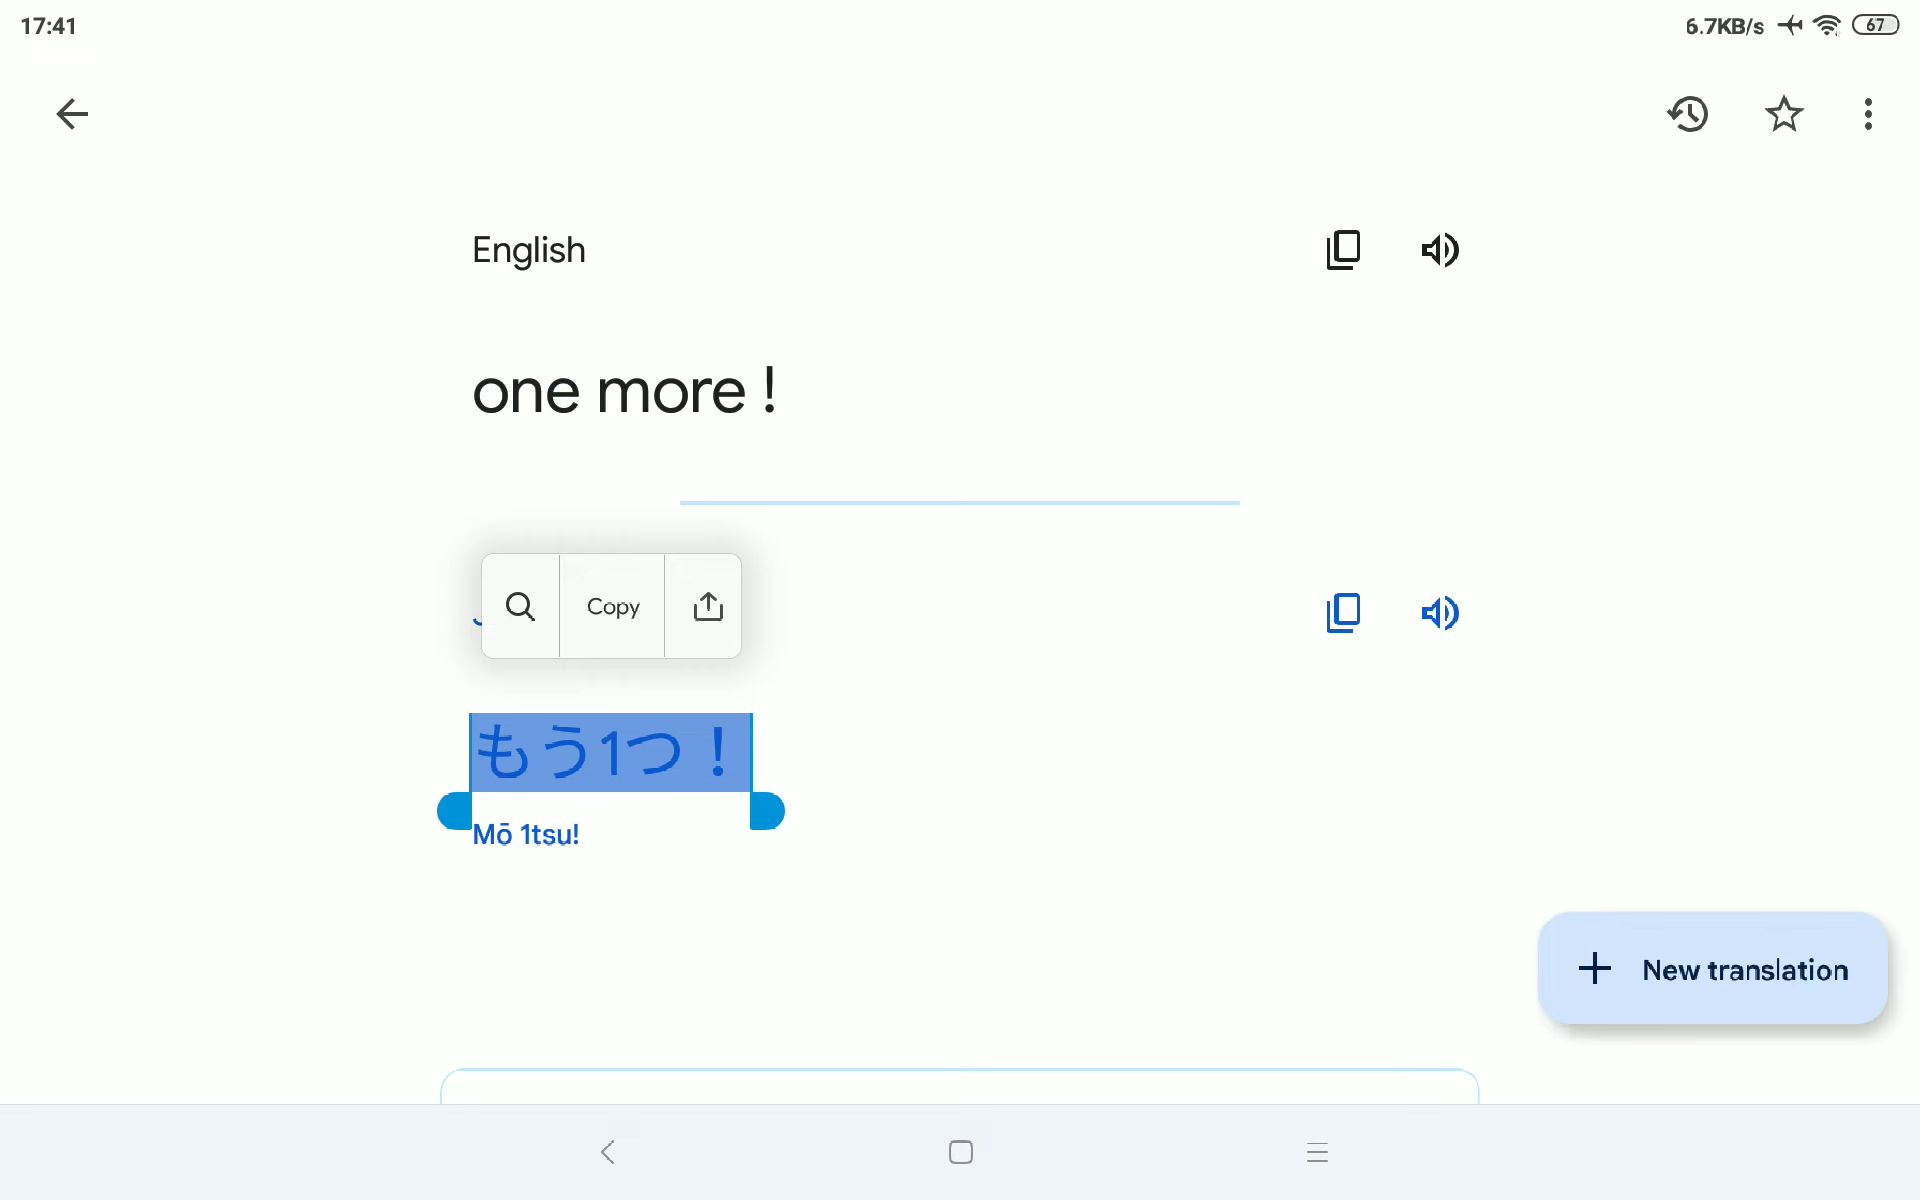 17:41
6.7KB/s
67
English
one more !
Copy
もう1つ！
Mō 1tsu!
New translation